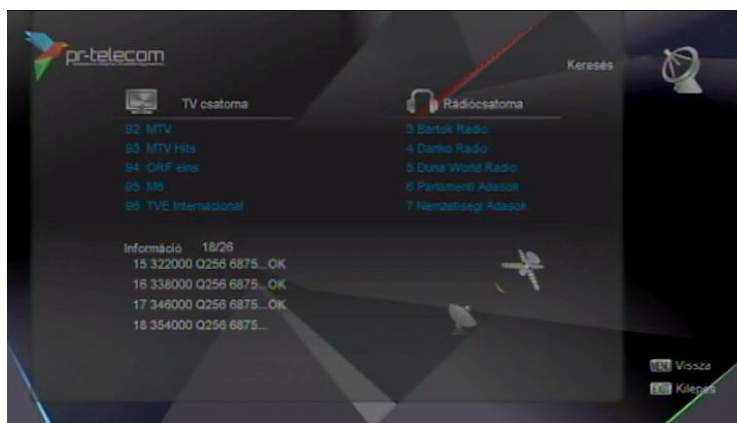 pr-telecom
Keresés
TV csatorna
92 MTV
93 MTV Hits
94 ORF eins
95 M6
96 TVE Internacional
Rádiócsatorna
3 Bartok Radio
4 Danko Radio
5 Duna World Radio
6 Parlamenti Adasok
7 Nemzetisegi Adasok
Információ 18/26
15 322000 Q256 6875...OK
16 338000 Q256 6875...OK
17 346000 Q256 6875...OK
18 354000 Q256 6875...
MENU Vissza
EXIT Kilepes